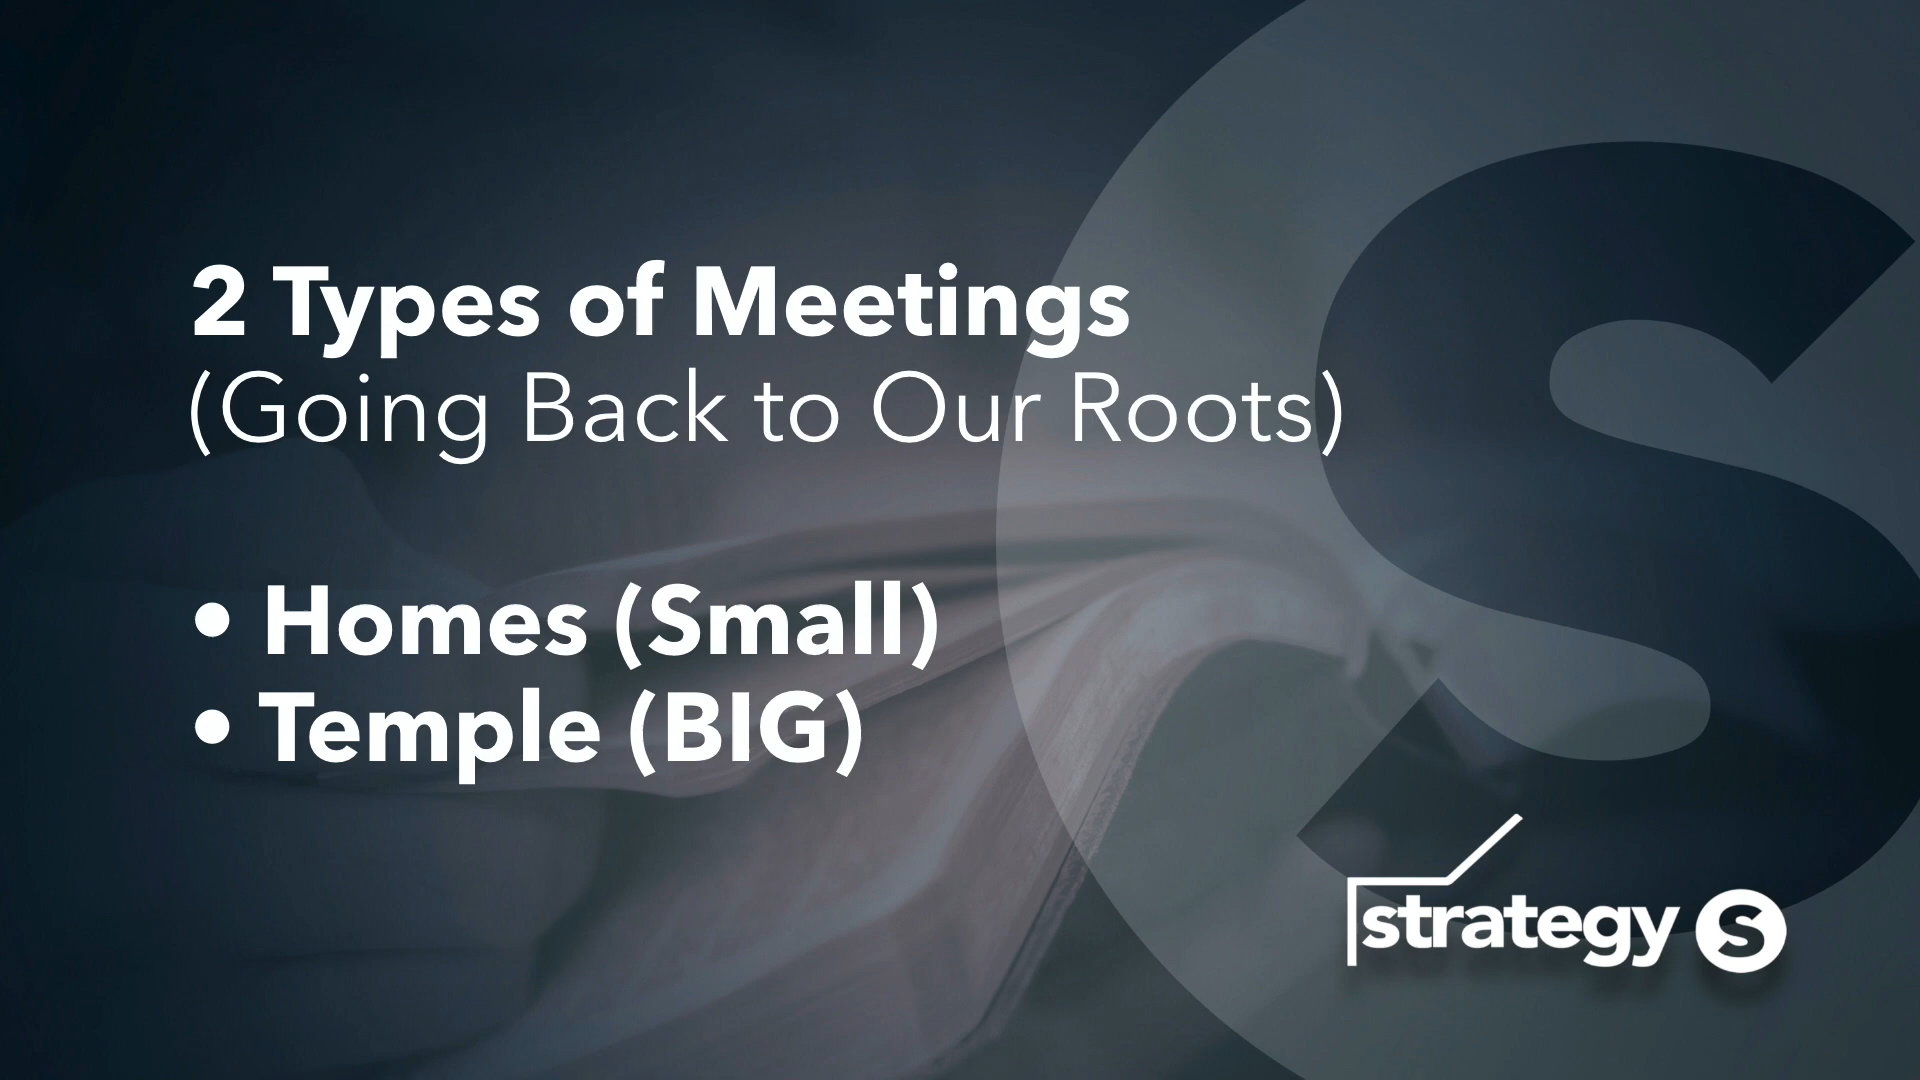 2 Types of Meetings
(Going Back to Our Roots)
• Homes (Small)
• Temple (BIG)
strategy S
S